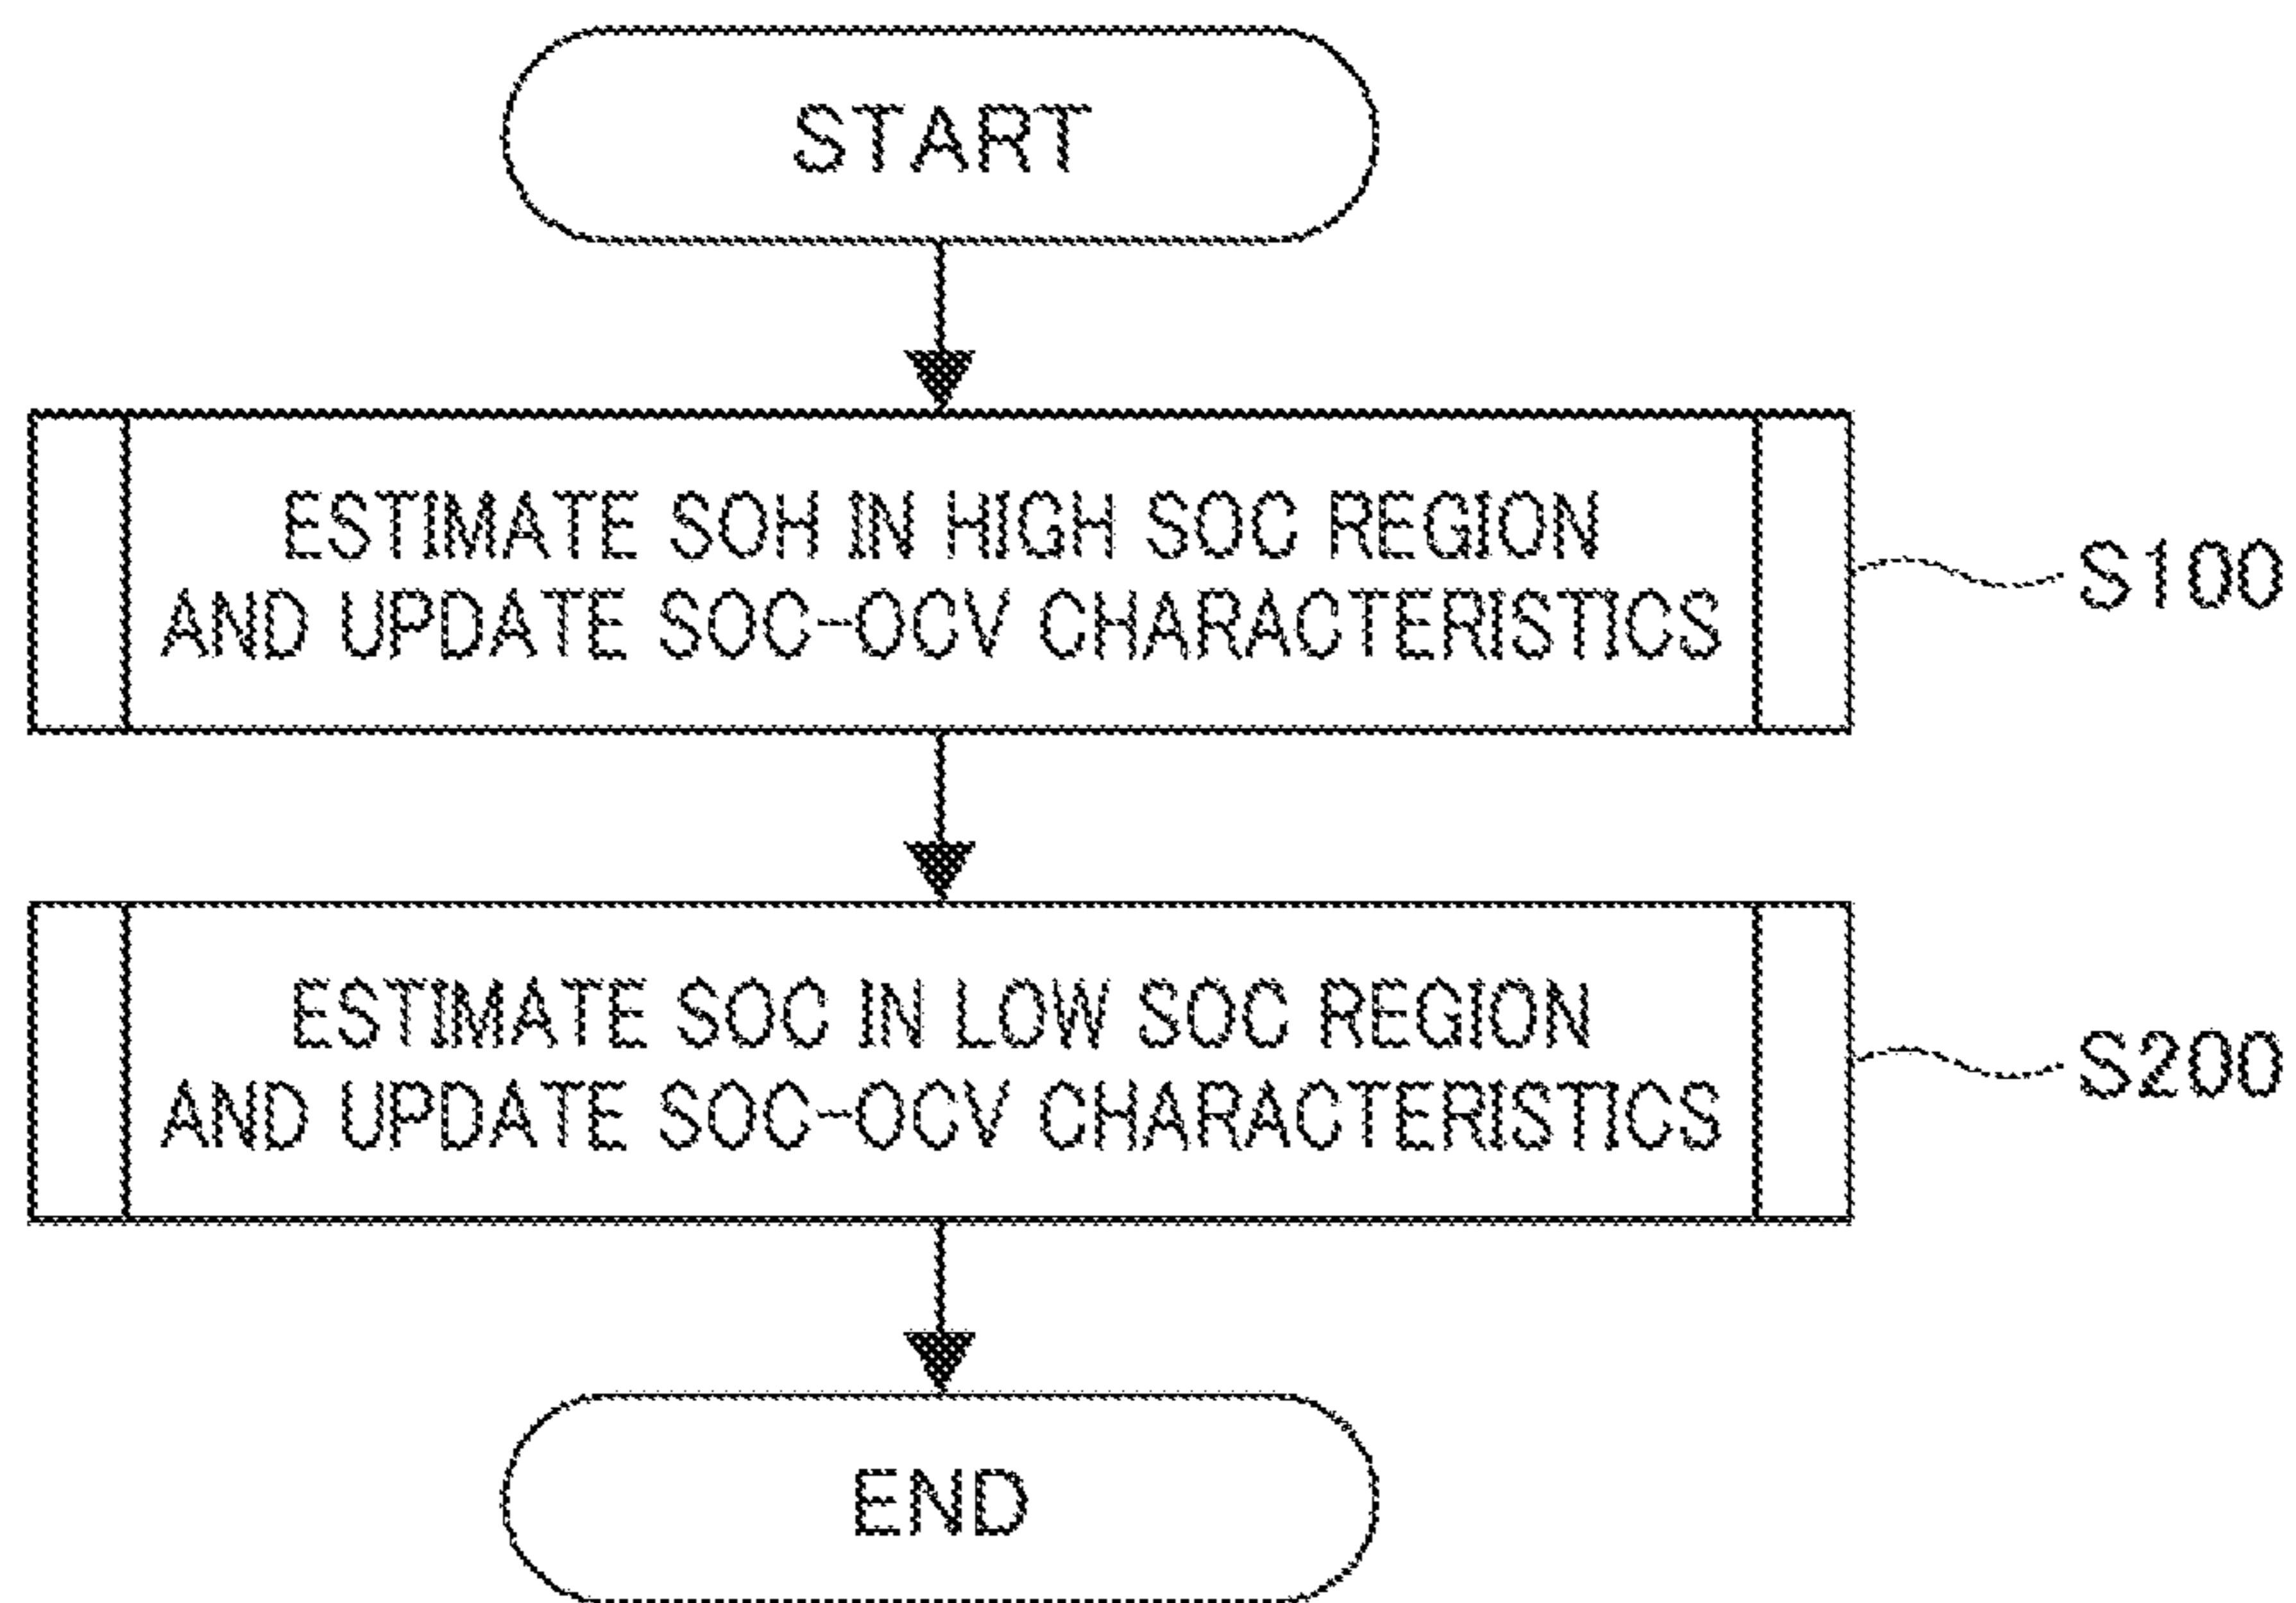 START
ESTIMATE SOH IN HIGH SOC REGION
AND UPDATE SOC-OCV CHARACTERISTICS
S100
ESTIMATE SOC IN LOW SOC REGION
AND UPDATE SOC-OCV CHARACTERISTICS
S200
END